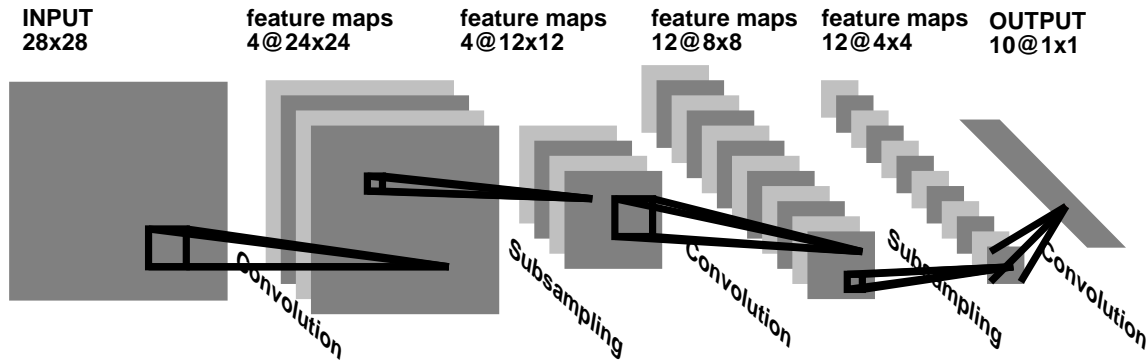 INPUT
28x28
feature maps
4@24x24
feature maps
4@12x12
feature maps
12@8x8
feature maps
12@4x4
OUTPUT
10@1x1
Convolution
Subsampling
Convolution
Subsampling
Convolution